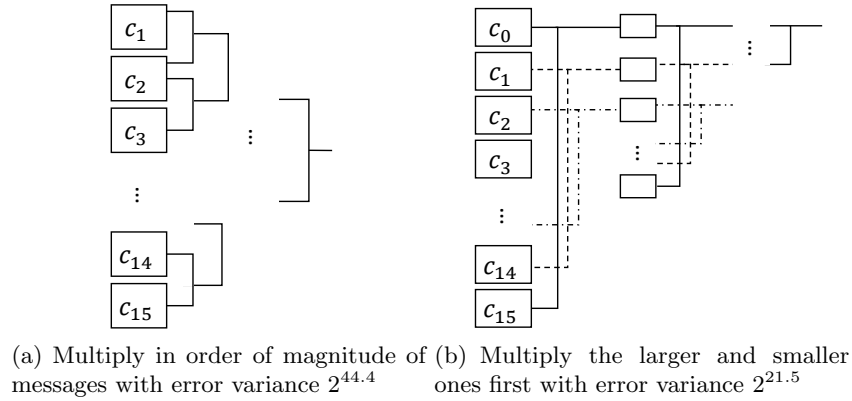 c₁
c₂
c₃
⋮
...
c₁₄
c₁₅
c₀
c₁
c₂
c₃
⋮
c₁₄
c₁₅
⋮
⋮
(a) Multiply in order of magnitude of messages with error variance 2^44.4
(b) Multiply the larger and smaller ones first with error variance 2^21.5